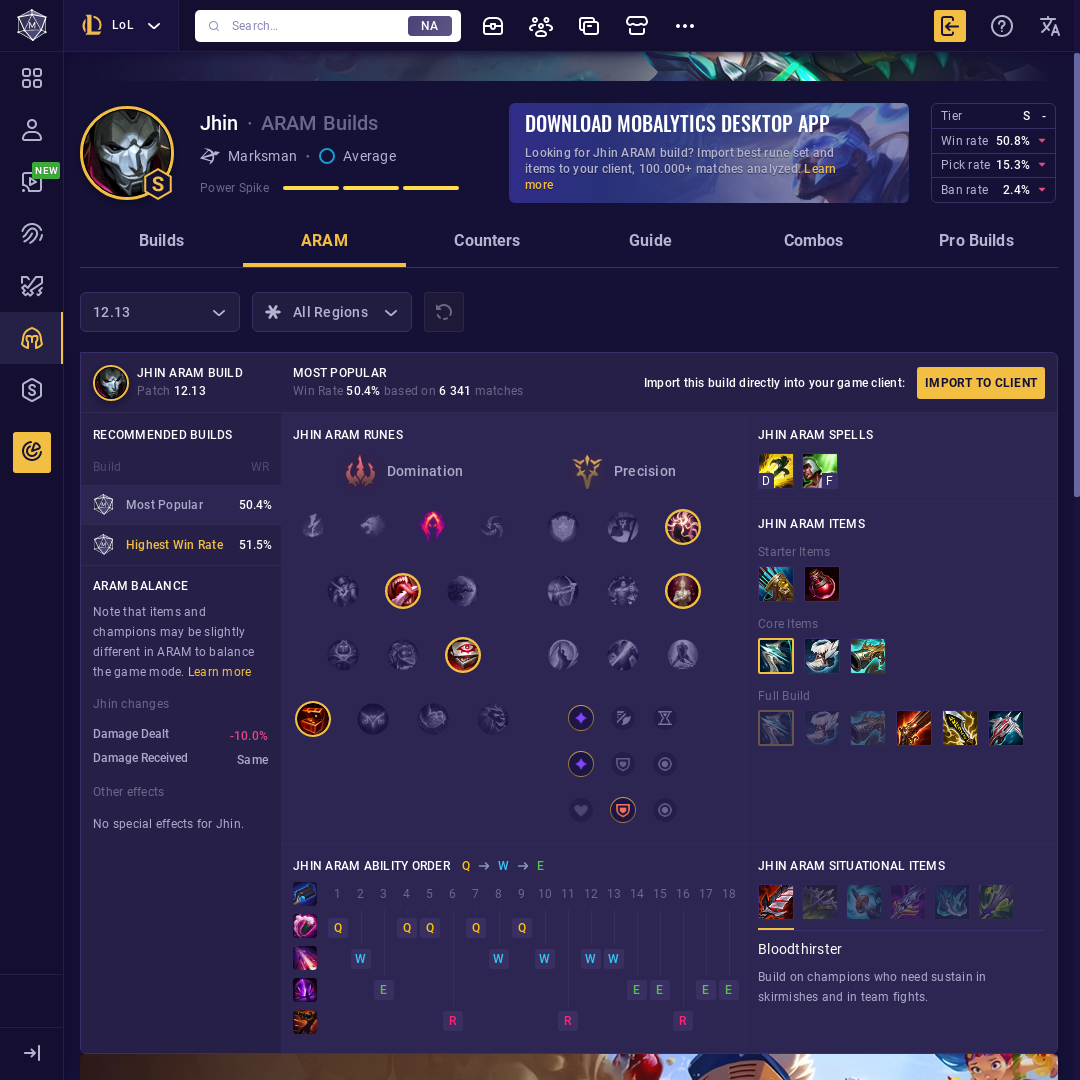 LoL
Search...
NA
NEW
Jhin · ARAM Builds
Marksman · Average
Power Spike
S
DOWNLOAD MOBALYTICS DESKTOP APP
Looking for Jhin ARAM build? Import best rune set and
items to your client, 100.000+ matches analyzed. Learn
more
Tier S -
Win rate 50.8%
Pick rate 15.3%
Ban rate 2.4%
Builds
ARAM
Counters
Guide
Combos
Pro Builds
12.13
All Regions
JHIN ARAM BUILD
Patch 12.13
MOST POPULAR
Win Rate 50.4% based on 6 341 matches
Import this build directly into your game client:
IMPORT TO CLIENT
RECOMMENDED BUILDS
Build WR
Most Popular 50.4%
Highest Win Rate 51.5%
ARAM BALANCE
Note that items and
champions may be slightly
different in ARAM to balance
the game mode. Learn more
Jhin changes
Damage Dealt -10.0%
Damage Received Same
Other effects
No special effects for Jhin.
JHIN ARAM RUNES
Domination
Precision
JHIN ARAM SPELLS
D F
JHIN ARAM ITEMS
Starter Items
Core Items
Full Build
JHIN ARAM ABILITY ORDER Q W E
1 2 3 4 5 6 7 8 9 10 11 12 13 14 15 16 17 18
Q Q Q Q Q
W W W W W
E E E E E
R R R
JHIN ARAM SITUATIONAL ITEMS
Bloodthirster
Build on champions who need sustain in
skirmishes and in team fights.